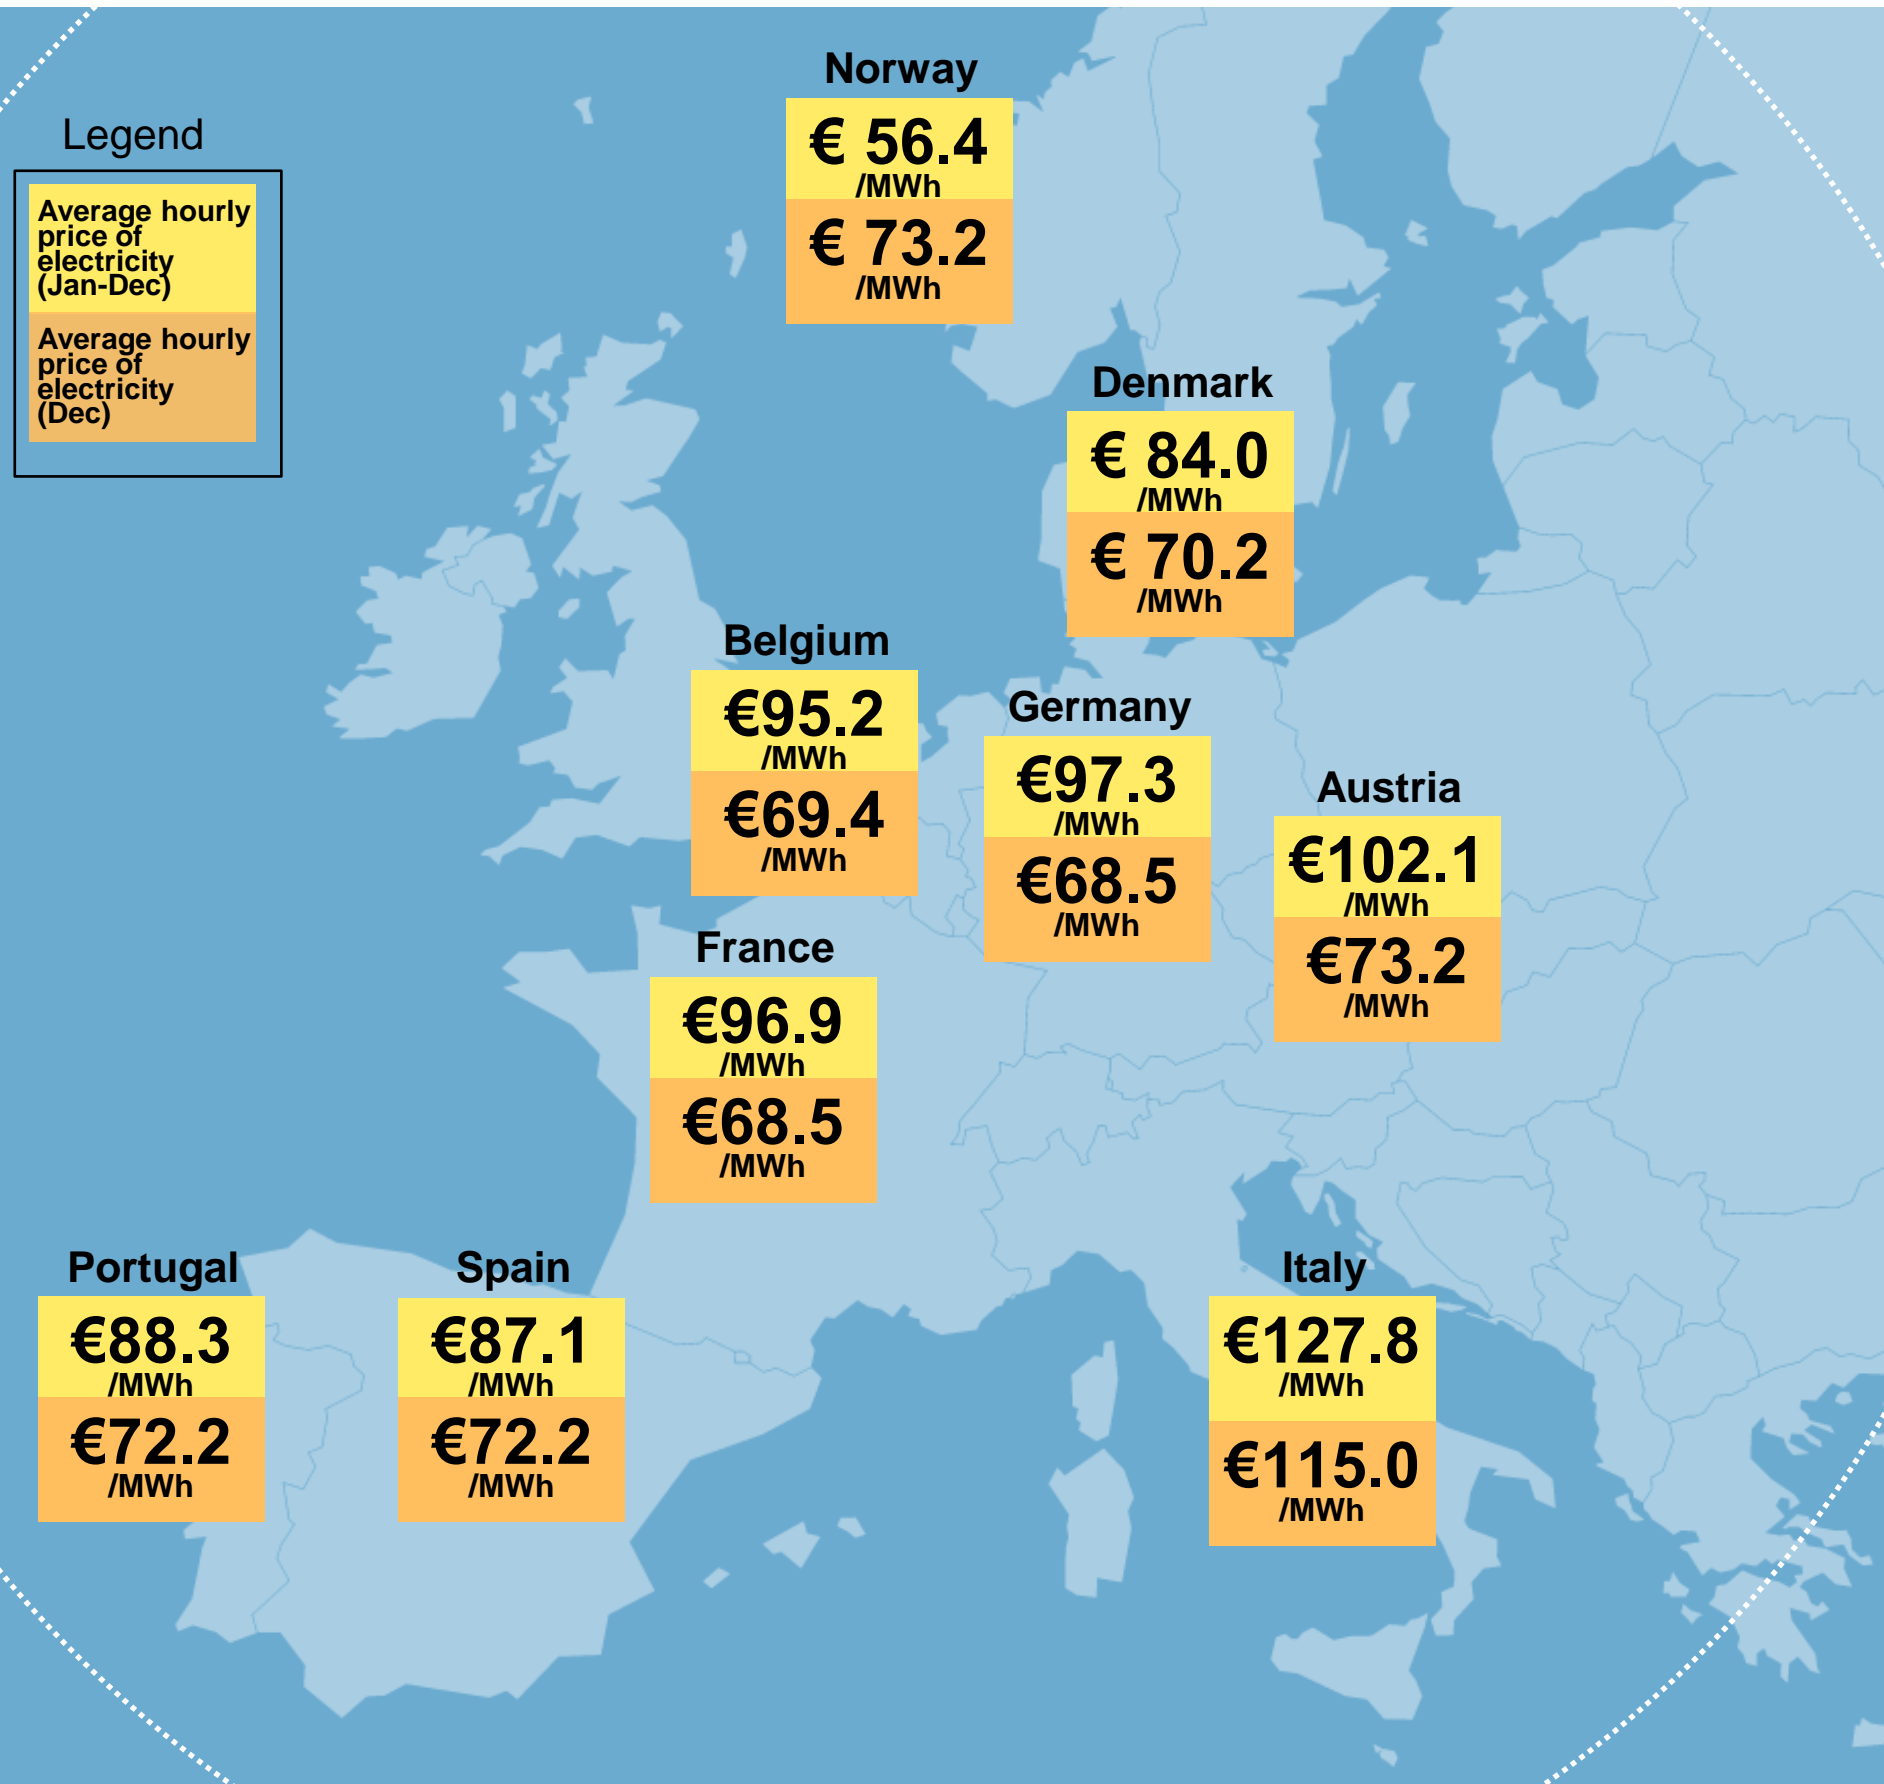 Norway
€ 56.4
/MWh
€ 73.2
/MWh
Legend
Average hourly
price of
electricity
(Jan-Dec)
Average hourly
price of
electricity
(Dec)
Denmark
€ 84.0
/MWh
€ 70.2
/MWh
Belgium
€95.2
/MWh
€69.4
/MWh
Germany
€97.3
/MWh
€68.5
/MWh
Austria
€102.1
/MWh
€73.2
/MWh
France
€96.9
/MWh
€68.5
/MWh
Portugal
€88.3
/MWh
€72.2
/MWh
Spain
€87.1
/MWh
€72.2
/MWh
Italy
€127.8
/MWh
€115.0
/MWh